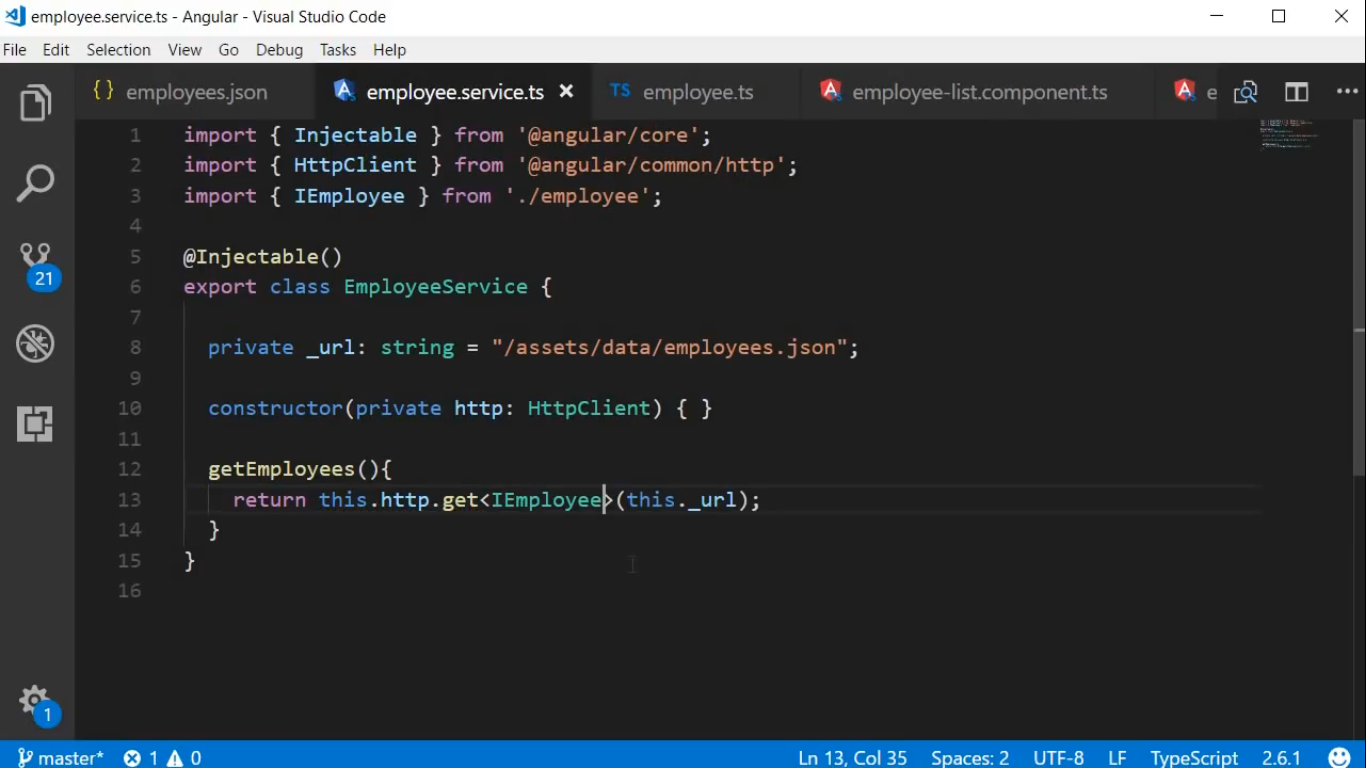 employee.service.ts - Angular - Visual Studio Code
File Edit Selection View Go Debug Tasks Help
{} employees.json employee.service.ts × TS employee.ts employee-list.component.ts e ···
1 import { Injectable } from '@angular/core';
2 import { HttpClient } from '@angular/common/http';
3 import { IEmployee } from './employee';
4
5 @Injectable()
6 export class EmployeeService {
7
8 private _url: string = "/assets/data/employees.json";
9
10 constructor(private http: HttpClient) { }
11
12 getEmployees(){
13 return this.http.get<IEmployee>(this._url);
14 }
15 }
16
21
1
master* 1 0 Ln 13, Col 35 Spaces: 2 UTF-8 LF TypeScript 2.6.1